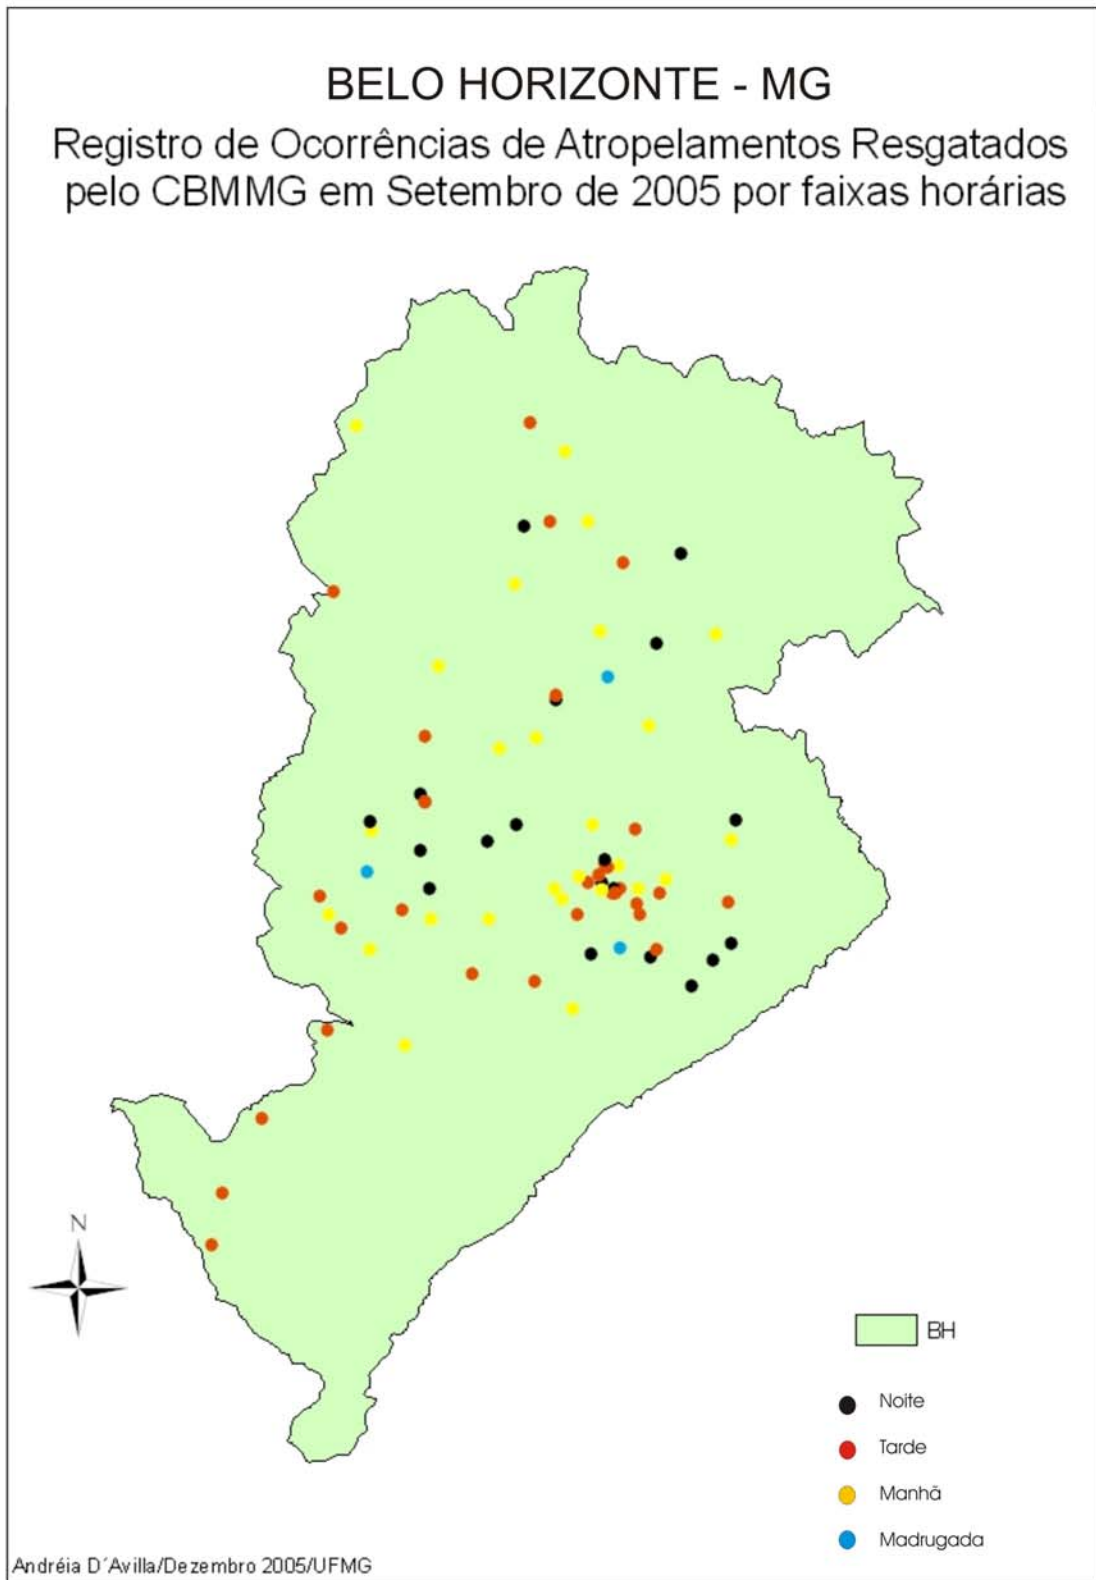 BELO HORIZONTE - MG
Registro de Ocorrências de Atropelamentos Resgatados
pelo CBMMG em Setembro de 2005 por faixas horárias
N
BH
Noite
Tarde
Manhã
Madrugada
Andréia D´Avilla/Dezembro 2005/UFMG